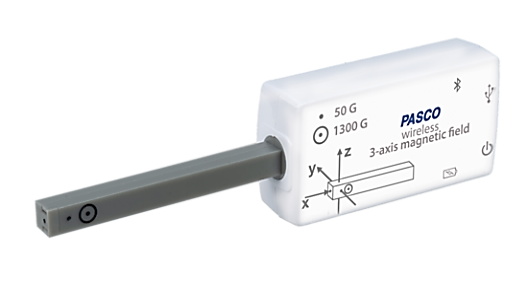 50 G
1300 G
PASCO
wireless
3-axis magnetic field
z
y
x